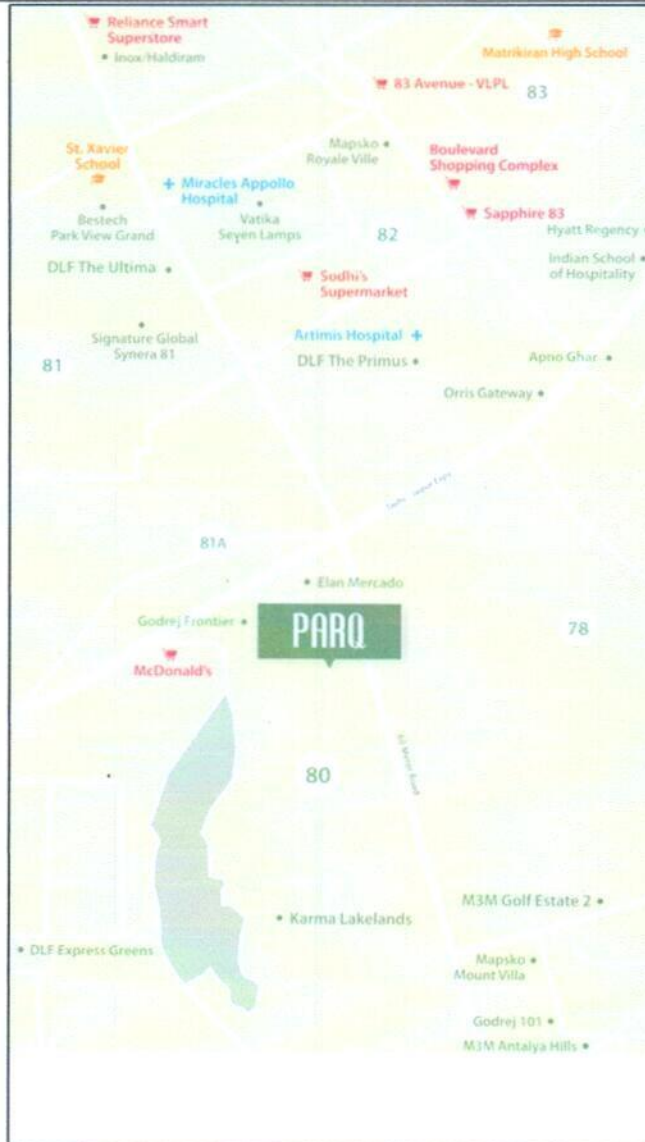 Reliance Smart
Superstore
Inox/Haldiram
Matrikiran High School
83 Avenue - VLPL
83
St. Xavier
School
Mapsko
Royale Ville
Boulevard
Shopping Complex
Miracles Appollo
Hospital
Bestech
Park View Grand
Vatika
Seven Lamps
82
Sapphire 83
Hyatt Regency
DLF The Ultima
Indian School
of Hospitality
Sodhi's
Supermarket
Signature Global
Synera 81
Artimis Hospital
81
DLF The Primus
Apno Ghar
Orris Gateway
81A
Elan Mercado
Godrej Frontier
PARQ
78
McDonald's
80
M3M Golf Estate 2
Karma Lakelands
DLF Express Greens
Mapsko
Mount Villa
Godrej 101
M3M Antalya Hills